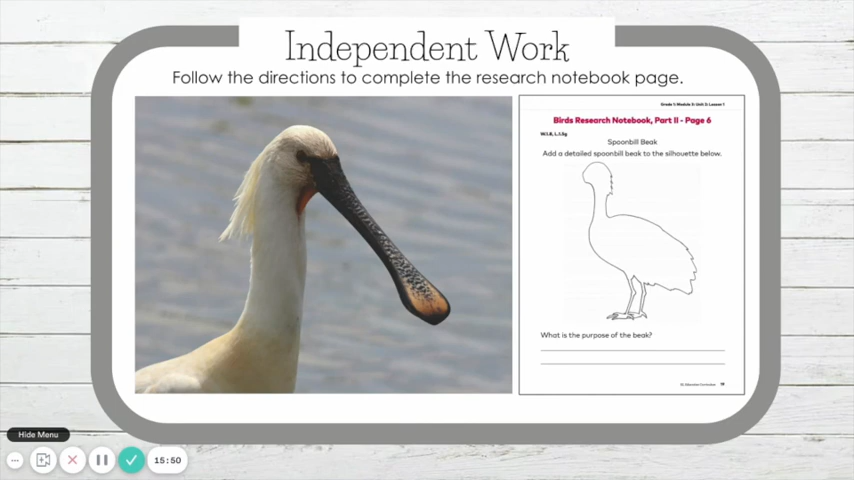 Independent Work
Follow the directions to complete the research notebook page.
Grade 1: Module 3: Unit 2: Lesson 1
Birds Research Notebook, Part II - Page 6
W.1.8, L.1.5g
Spoonbill Beak
Add a detailed spoonbill beak to the silhouette below.
What is the purpose of the beak?
EL Education Curriculum
Hide Menu
15:50